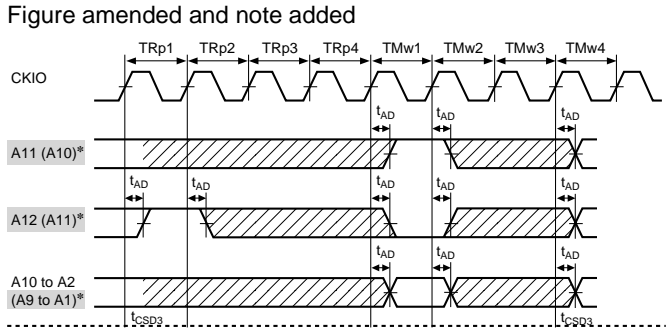 Figure amended and note added
TRp1 TRp2 TRp3 TRp4 TMw1 TMw2 TMw3 TMw4
CKIO
tAD tAD tAD
A11 (A10)*
tAD tAD tAD tAD tAD
A12 (A11)*
tAD tAD tAD
A10 to A2
(A9 to A1)*
tCSD3 tCSD3